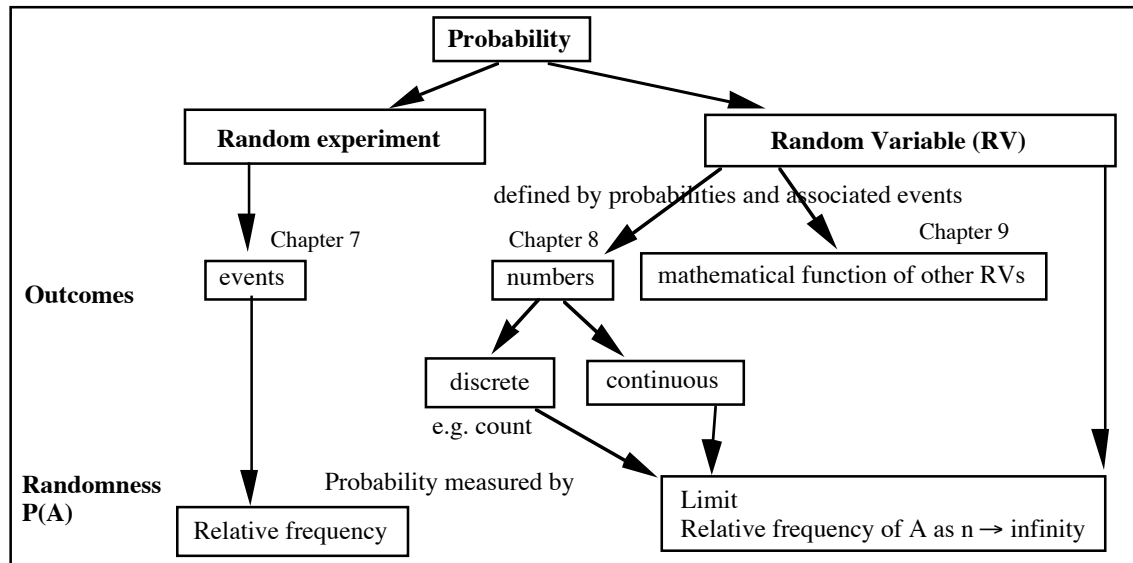 Probability
Random experiment
Random Variable (RV)
defined by probabilities and associated events
Chapter 7
Chapter 8
Chapter 9
events
numbers
mathematical function of other RVs
Outcomes
discrete
continuous
e.g. count
Randomness
P(A)
Probability measured by
Relative frequency
Limit
Relative frequency of A as n → infinity